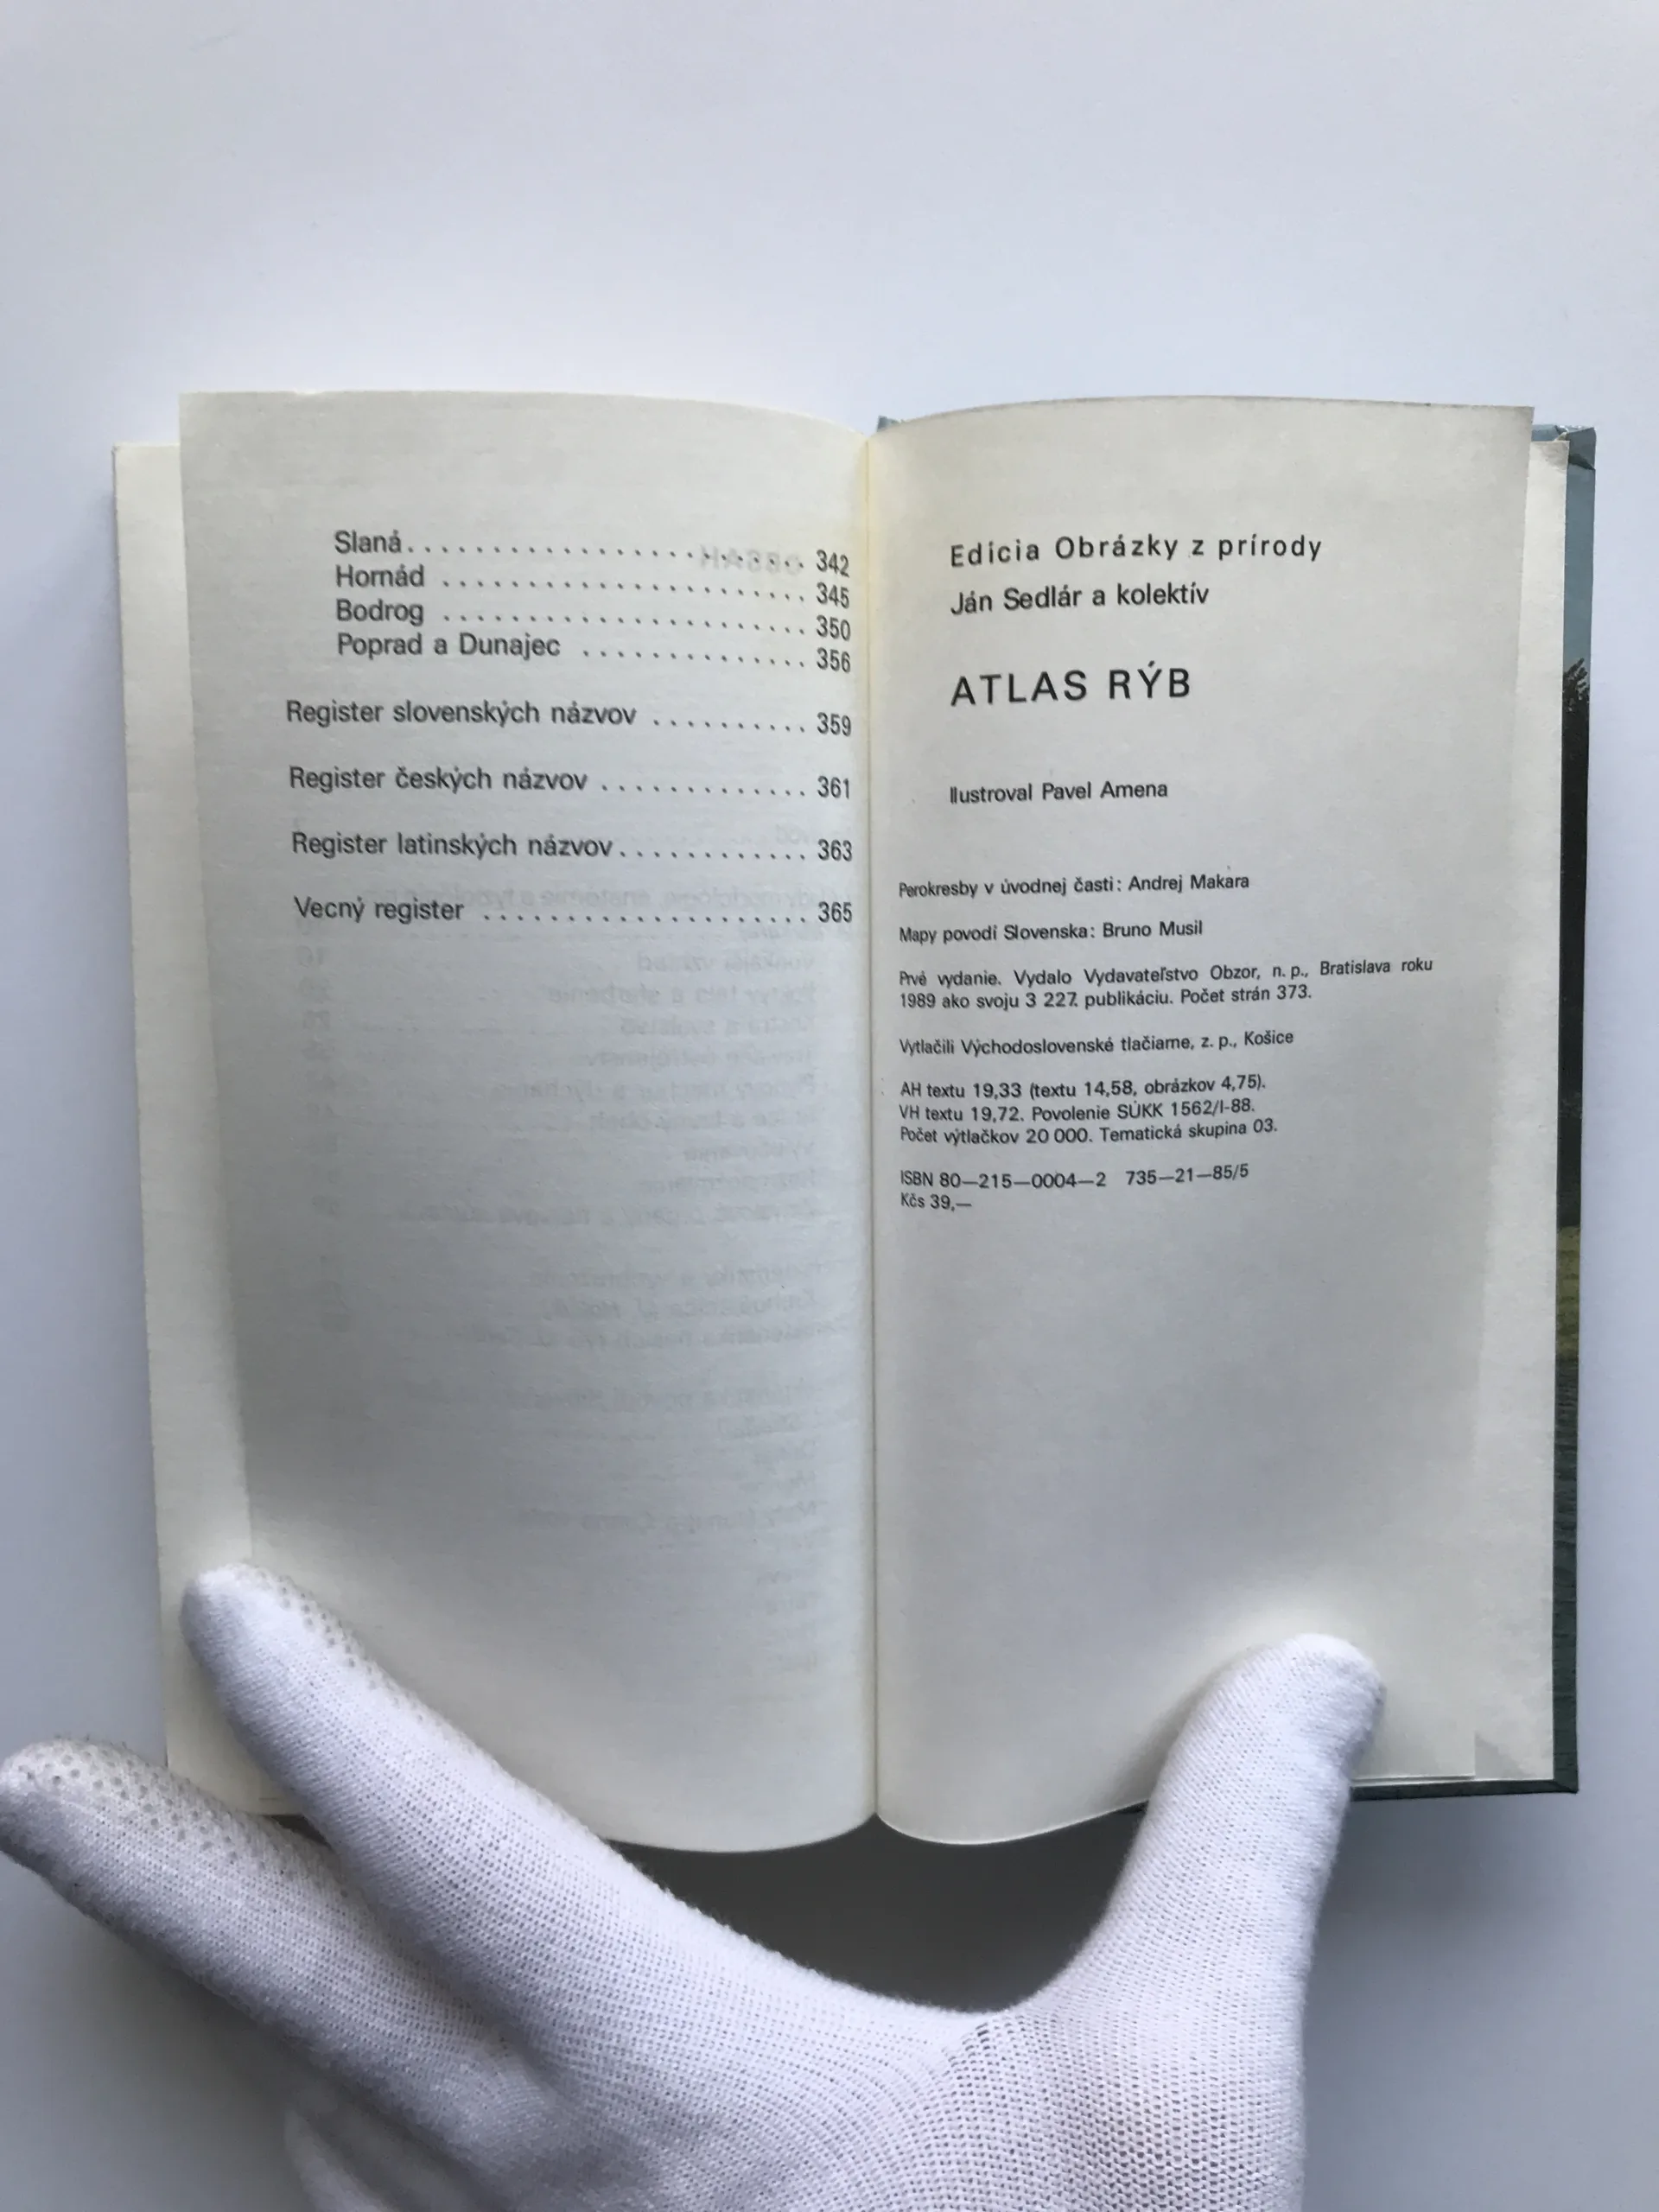 Slaná . . . . . . . . . . . . . . . . . . . . . . . . 342
Hornád . . . . . . . . . . . . . . . . . . . . . . 345
Bodrog . . . . . . . . . . . . . . . . . . . . . . 350
Poprad a Dunajec . . . . . . . . . . . . . . 356
Register slovenských názvov . . . . . . . . . . 359
Register českých názvov . . . . . . . . . . . . . 361
Register latinských názvov . . . . . . . . . . . . 363
Vecný register . . . . . . . . . . . . . . . . . . . . 365
Edícia Obrázky z prírody
Ján Sedlár a kolektív
ATLAS RÝB
Ilustroval Pavel Amena
Perokresby v úvodnej časti: Andrej Makara
Mapy povodí Slovenska: Bruno Musil
Prvé vydanie. Vydalo Vydavateľstvo Obzor, n. p., Bratislava roku
1989 ako svoju 3 227. publikáciu. Počet strán 373.
Vytlačili Východoslovenské tlačiarne, z. p., Košice
AH textu 19,33 (textu 14,58, obrázkov 4,75).
VH textu 19,72. Povolenie SÚKK 1562/I-88.
Počet výtlačkov 20 000. Tematická skupina 03.
ISBN 80—215—0004—2 735—21—85/5
Kčs 39,—